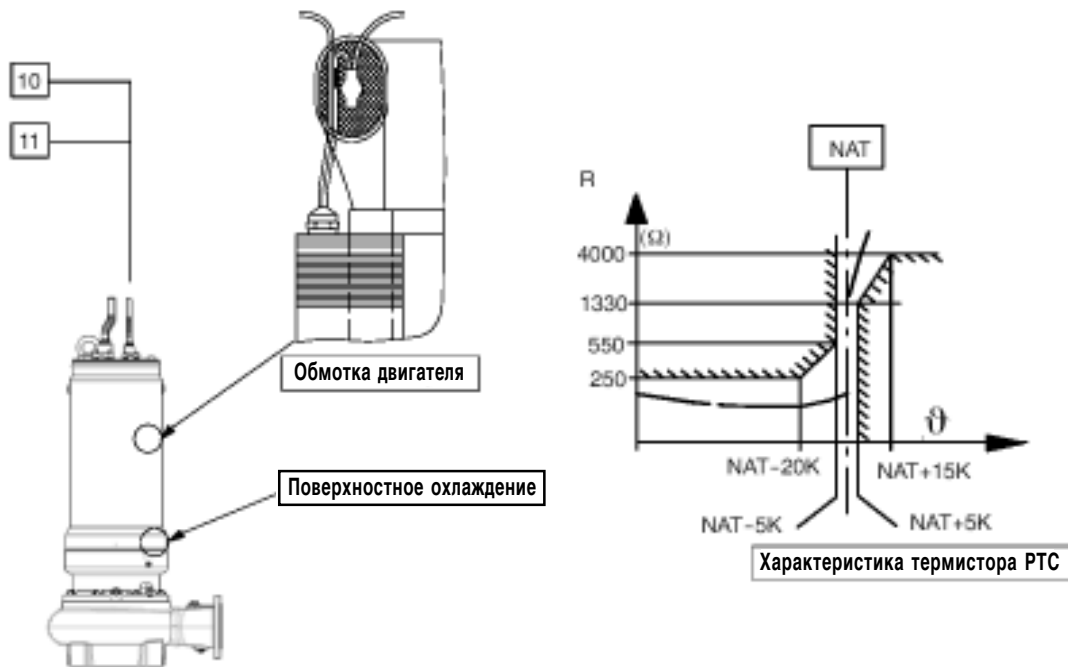 10
11
Обмотка двигателя
Поверхностное охлаждение
NAT
R
(Ω)
4000
1330
550
250
ϑ
NAT-20K
NAT+15K
NAT-5K
NAT+5K
Характеристика термистора PTC